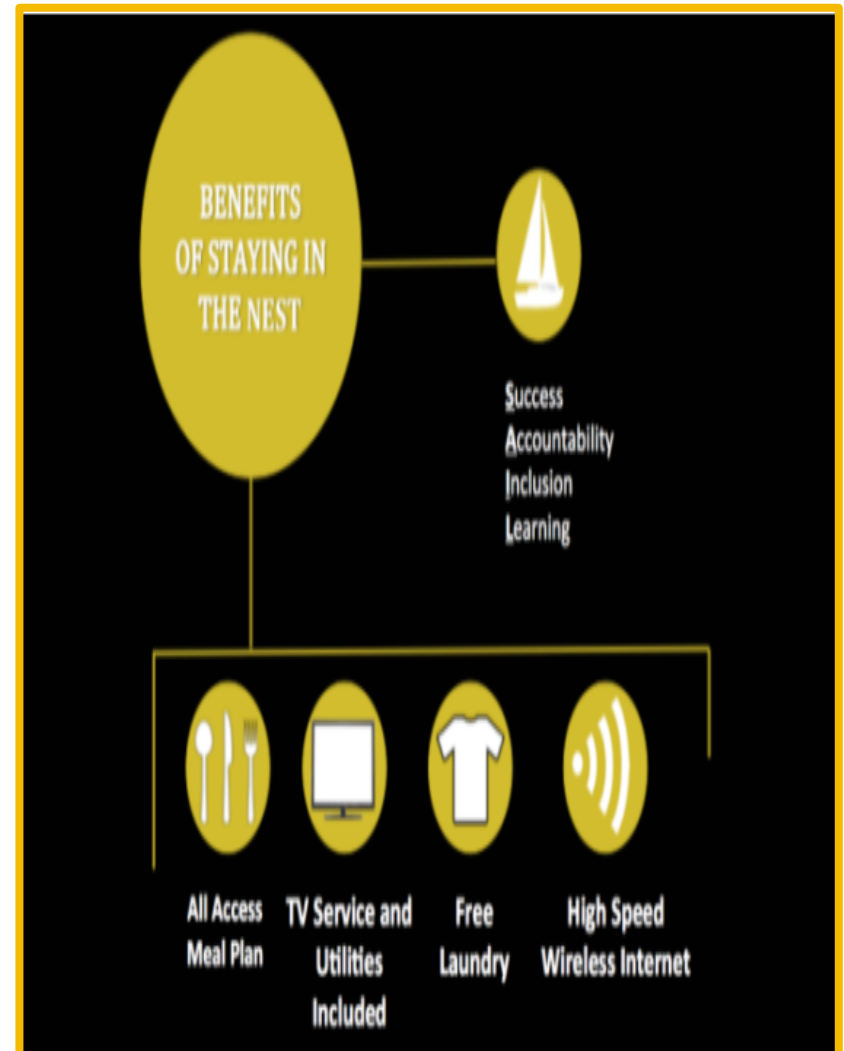 BENEFITS
OF STAYING IN
THE NEST
Success
Accountability
Inclusion
Learning
All Access
Meal Plan
TV Service and
Utilities
Included
Free
Laundry
High Speed
Wireless Internet